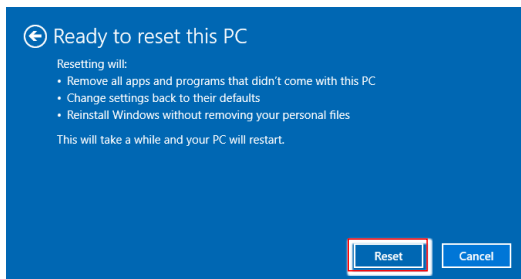 Ready to reset this PC
Resetting will:
• Remove all apps and programs that didn't come with this PC
• Change settings back to their defaults
• Reinstall Windows without removing your personal files
This will take a while and your PC will restart.
Reset Cancel